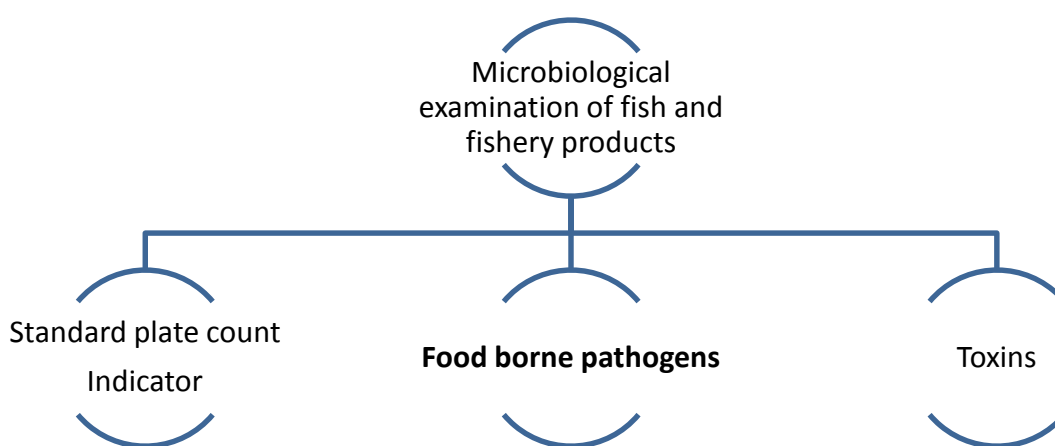 Microbiological
examination of fish and
fishery products
Standard plate count
Indicator
Food borne pathogens
Toxins